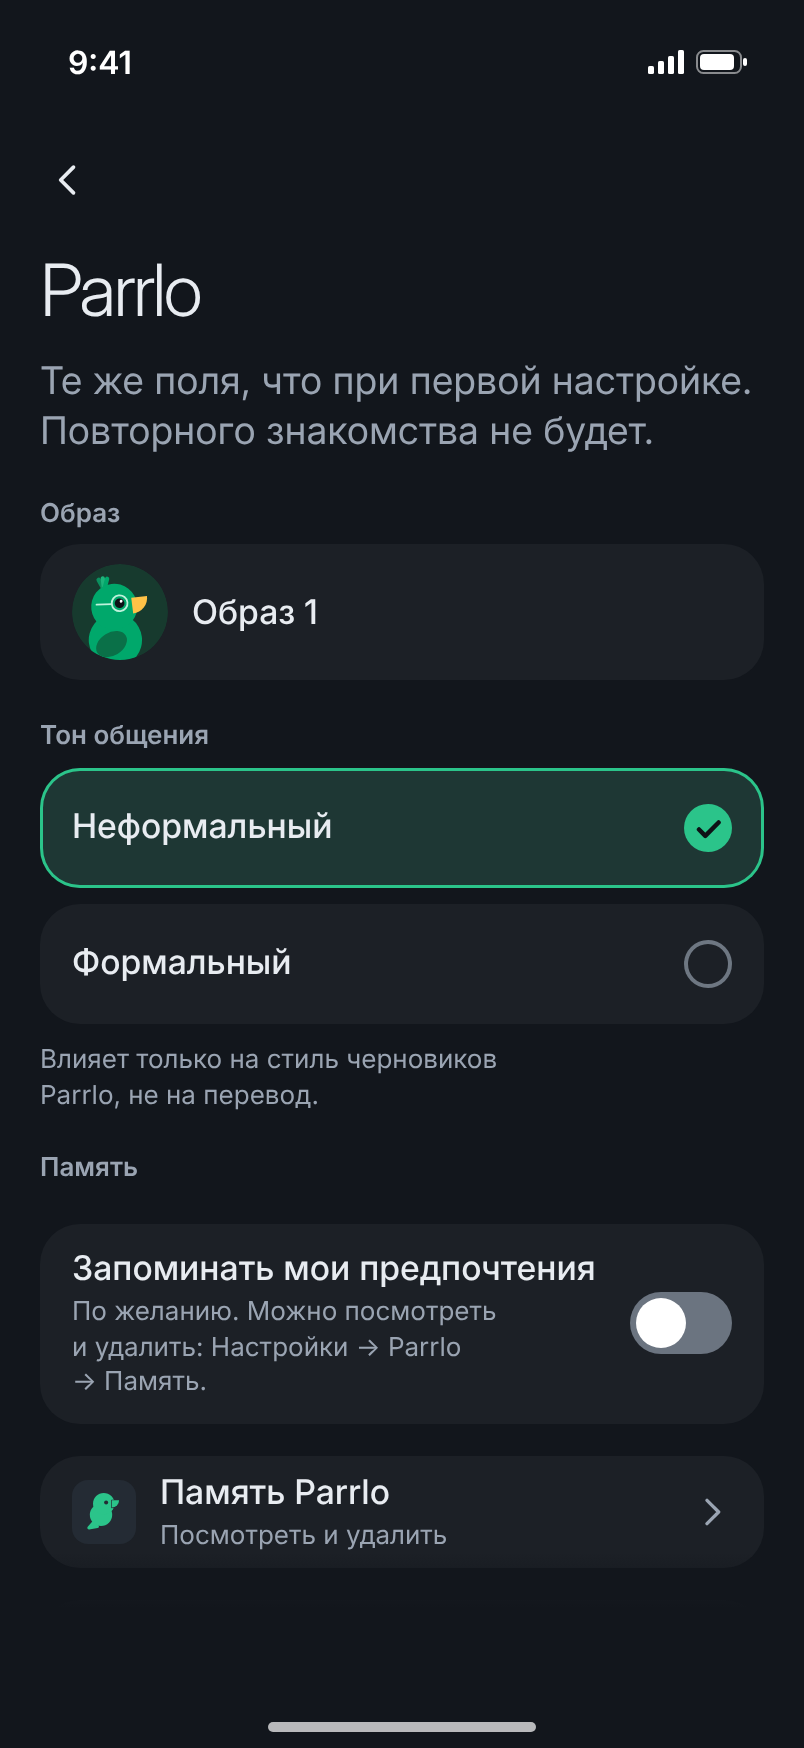 9:41
Parrlo
Те же поля, что при первой настройке.
Повторного знакомства не будет.
Образ
Образ 1
Тон общения
Неформальный
Формальный
Влияет только на стиль черновиков
Parrlo, не на перевод.
Память
Запоминать мои предпочтения
По желанию. Можно посмотреть
и удалить: Настройки → Parrlo
→ Память.
Память Parrlo
Посмотреть и удалить